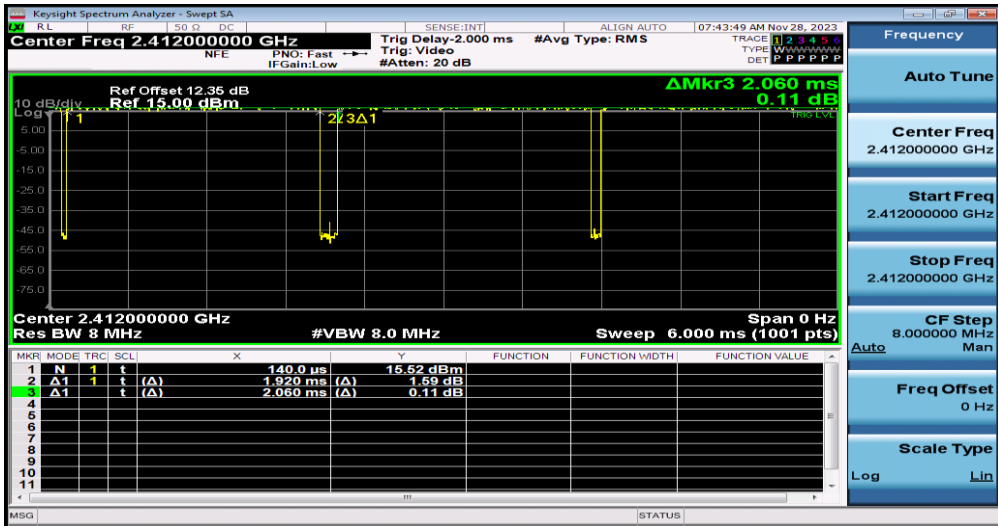 Keysight Spectrum Analyzer - Swept SA
LXI RL RF 50 Ω DC SENSE:INT ALIGN AUTO 07:43:49 AM Nov 28, 2023
Center Freq 2.412000000 GHz
NFE PNO: Fast IFGain:Low
Trig Delay-2.000 ms #Avg Type: RMS
Trig: Video
#Atten: 20 dB
TRACE 1 2 3 4 5 6
TYPE WWWWWW
DET P P P P P P
Ref Offset 12.35 dB
10 dB/div Ref 15.00 dBm
ΔMkr3 2.060 ms
0.11 dB
Log
TRIG LVL
1 2 3Δ1
5.00
-5.00
-15.0
-25.0
-35.0
-45.0
-55.0
-65.0
-75.0
Center 2.412000000 GHz Span 0 Hz
Res BW 8 MHz #VBW 8.0 MHz Sweep 6.000 ms (1001 pts)
MKR MODE TRC SCL X Y FUNCTION FUNCTION WIDTH FUNCTION VALUE
1 N 1 t 140.0 µs 15.52 dBm
2 Δ1 1 t (Δ) 1.920 ms (Δ) 1.59 dB
3 Δ1 t (Δ) 2.060 ms (Δ) 0.11 dB
4
5
6
7
8
9
10
11
MSG STATUS
Frequency
Auto Tune
Center Freq
2.412000000 GHz
Start Freq
2.412000000 GHz
Stop Freq
2.412000000 GHz
CF Step
8.000000 MHz
Auto Man
Freq Offset
0 Hz
Scale Type
Log Lin